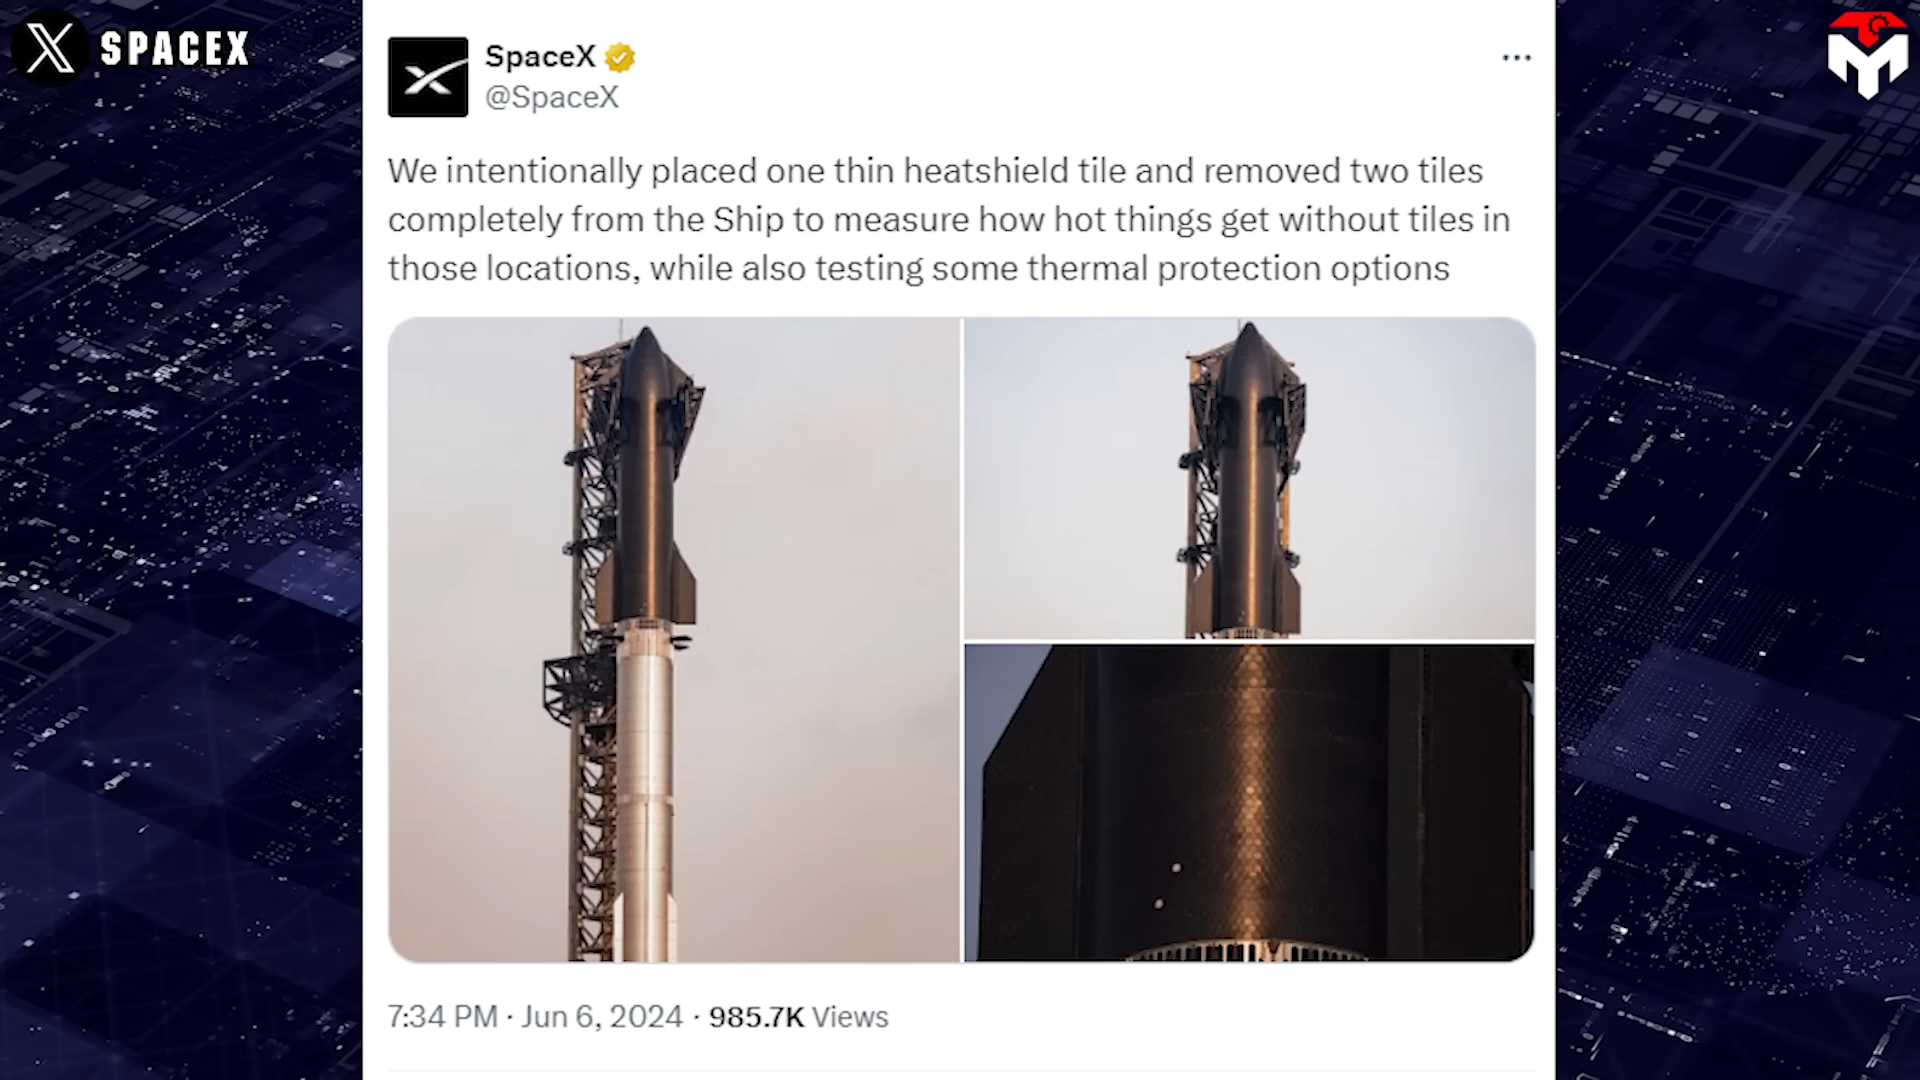 SPACEX
SpaceX
@SpaceX
We intentionally placed one thin heatshield tile and removed two tiles
completely from the Ship to measure how hot things get without tiles in
those locations, while also testing some thermal protection options
7:34 PM · Jun 6, 2024 · 985.7K Views